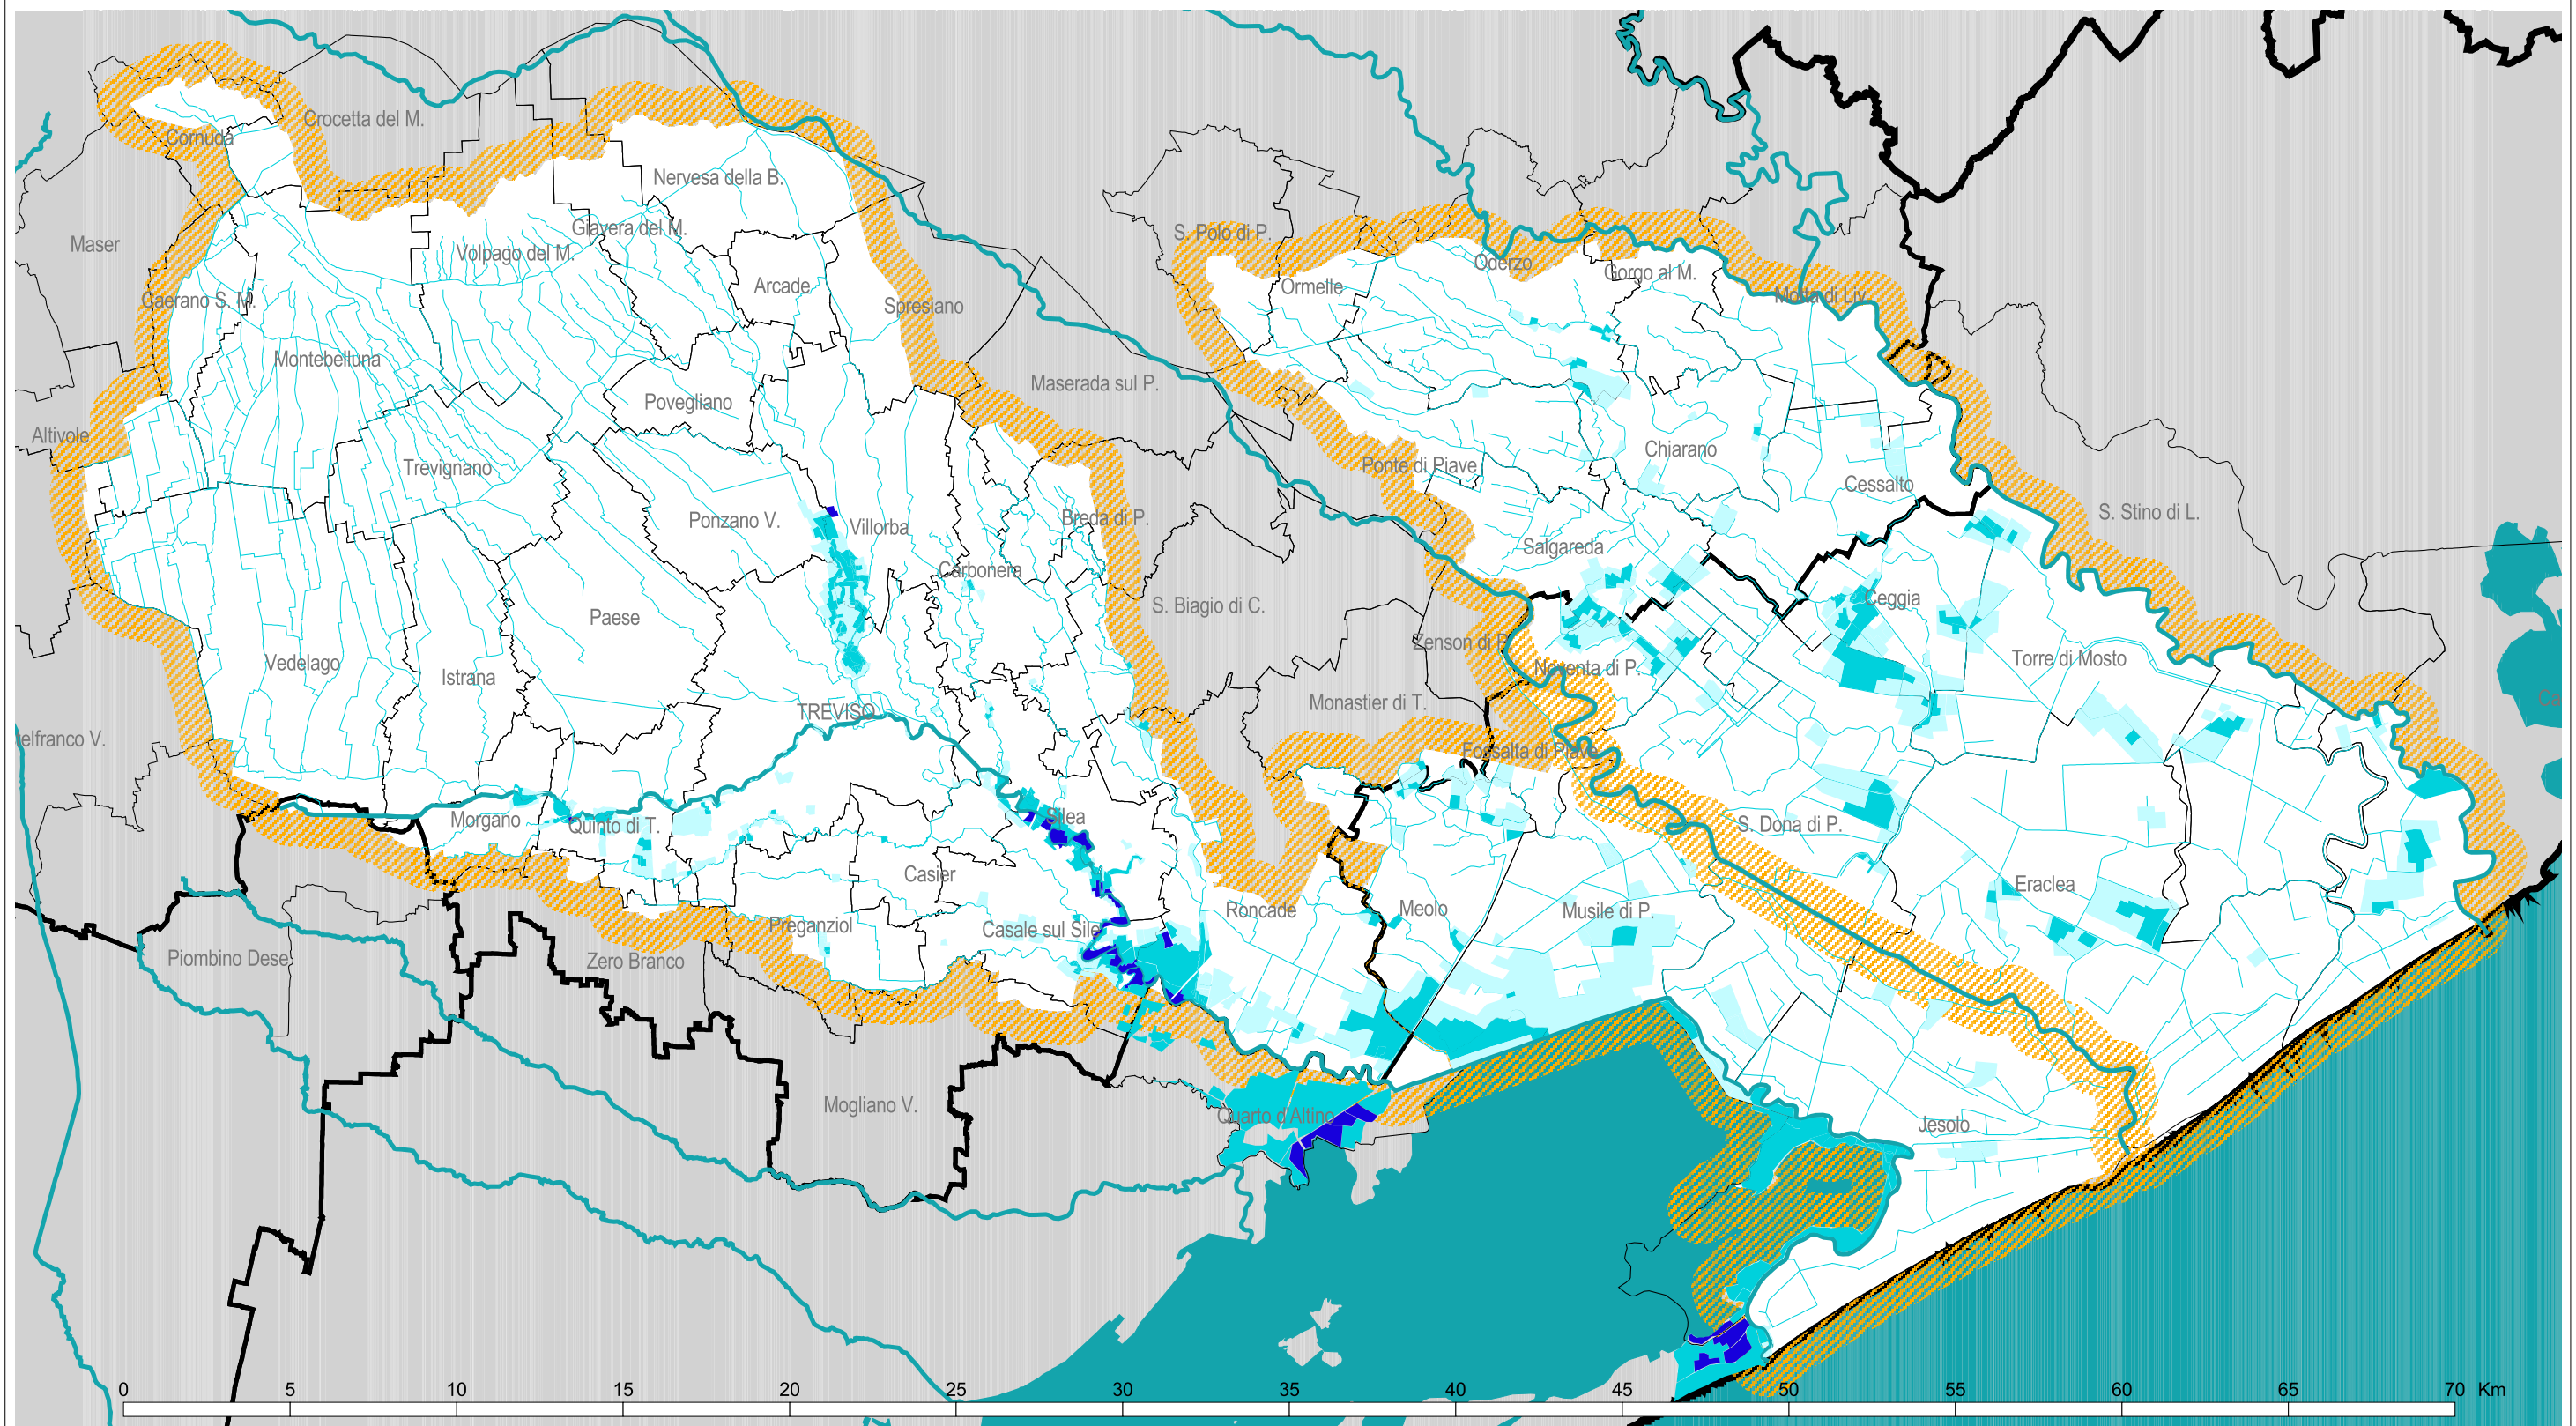 Crocetta del M.
Cornuda
Nervesa della B.
Giavera del M.
S. Polo di P.
Maser
Volpago del M.
Oderzo
Gorgo al M.
Arcade
Ormelle
Motta di Liv.
Caerano S. M.
Spresiano
Montebelluna
Maserada sul P.
Povegliano
Altivole
Chiarano
Trevignano
Ponte di Piave
Cessalto
S. Stino di L.
Ponzano V.
Villorba
Breda di P.
Salgareda
Carbonera
Ceggia
S. Biagio di C.
Paese
Zenson di P.
Vedelago
Torre di Mosto
Noventa di P.
Istrana
Monastier di T.
Ca
TREVISO
elfranco V.
Fossalta di Piave
Silea
Morgano
Quinto di T.
S. Dona di P.
Casier
Eraclea
Roncade
Meolo
Musile di P.
Preganziol
Casale sul Sile
Piombino Dese
Zero Branco
Mogliano V.
Quarto d'Altino
Jesolo
0 5 10 15 20 25 30 35 40 45 50 55 60 65 70 Km